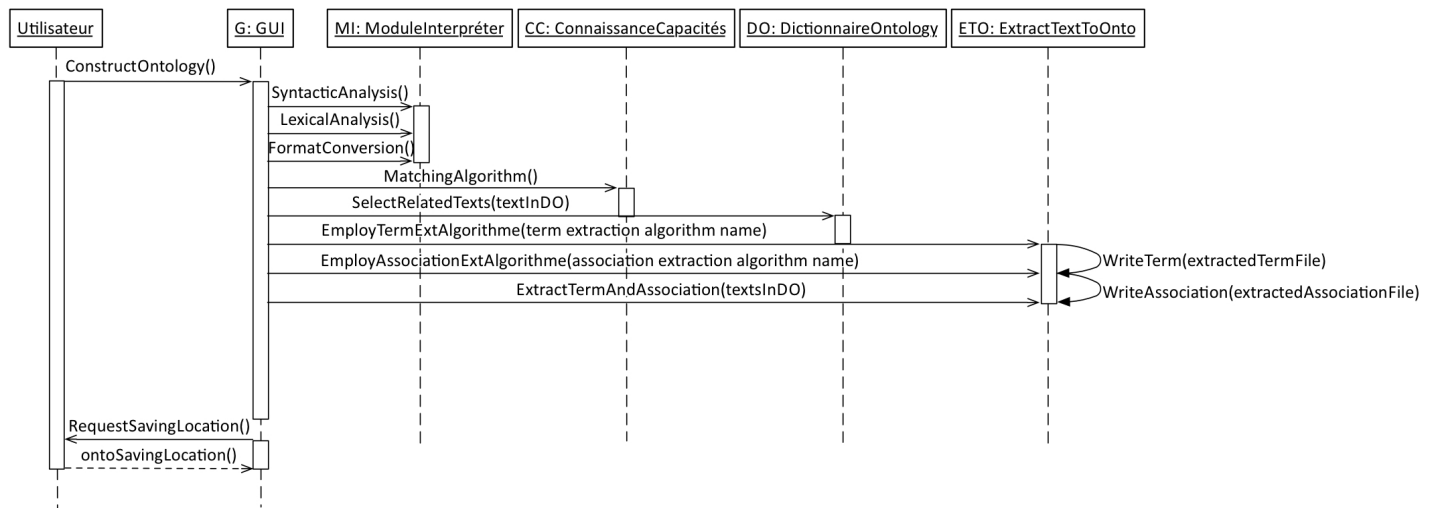 Utilisateur
G: GUI
MI: ModuleInterpréter
CC: ConnaissanceCapacités
DO: DictionnaireOntology
ETO: ExtractTextToOnto
ConstructOntology()
SyntacticAnalysis()
LexicalAnalysis()
FormatConversion()
MatchingAlgorithm()
SelectRelatedTexts(textInDO)
EmployTermExtAlgorithme(term extraction algorithm name)
EmployAssociationExtAlgorithme(association extraction algorithm name)
WriteTerm(extractedTermFile)
ExtractTermAndAssociation(textsInDO)
WriteAssociation(extractedAssociationFile)
RequestSavingLocation()
ontoSavingLocation()